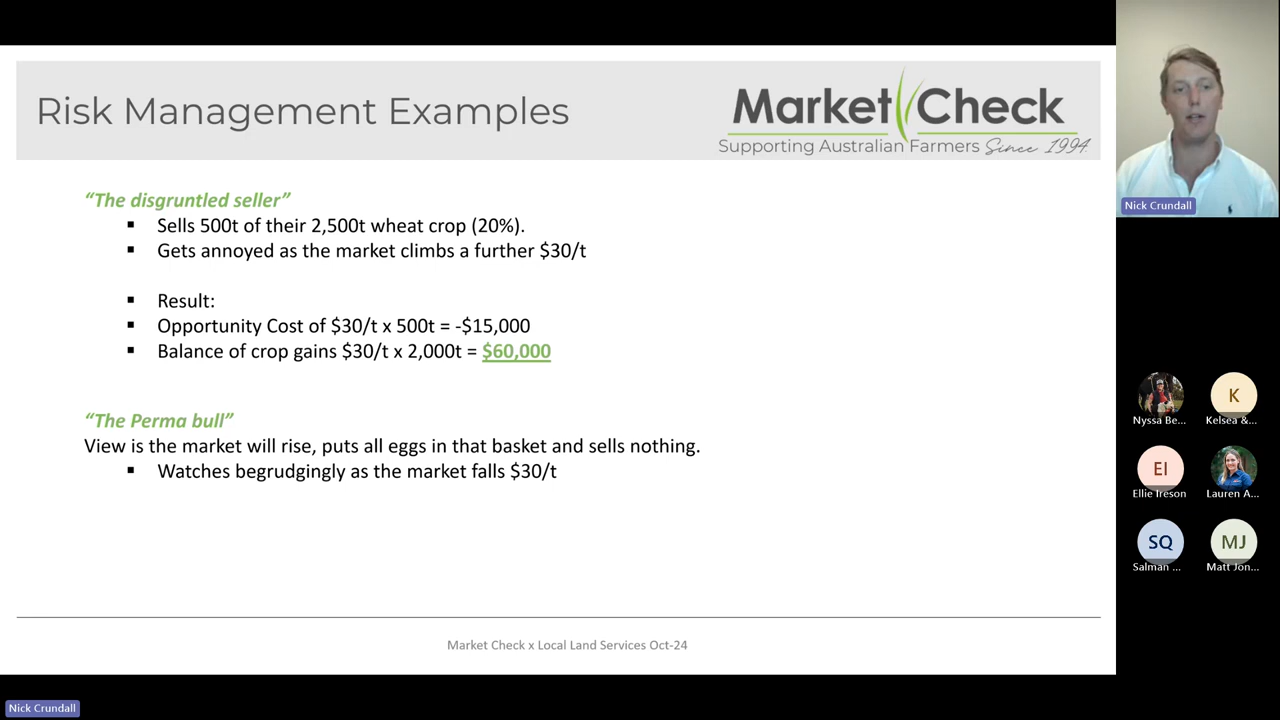 Risk Management Examples
Market Check
Supporting Australian Farmers Since 1994
“The disgruntled seller”
▪ Sells 500t of their 2,500t wheat crop (20%).
▪ Gets annoyed as the market climbs a further $30/t
▪ Result:
▪ Opportunity Cost of $30/t x 500t = -$15,000
▪ Balance of crop gains $30/t x 2,000t = $60,000
“The Perma bull”
View is the market will rise, puts all eggs in that basket and sells nothing.
▪ Watches begrudgingly as the market falls $30/t
Market Check x Local Land Services Oct-24
Nick Crundall
Nick Crundall
K
Nyssa Be...
Kelsea &...
EI
Ellie Ireson
Lauren A...
SQ
MJ
Salman ...
Matt Jon...